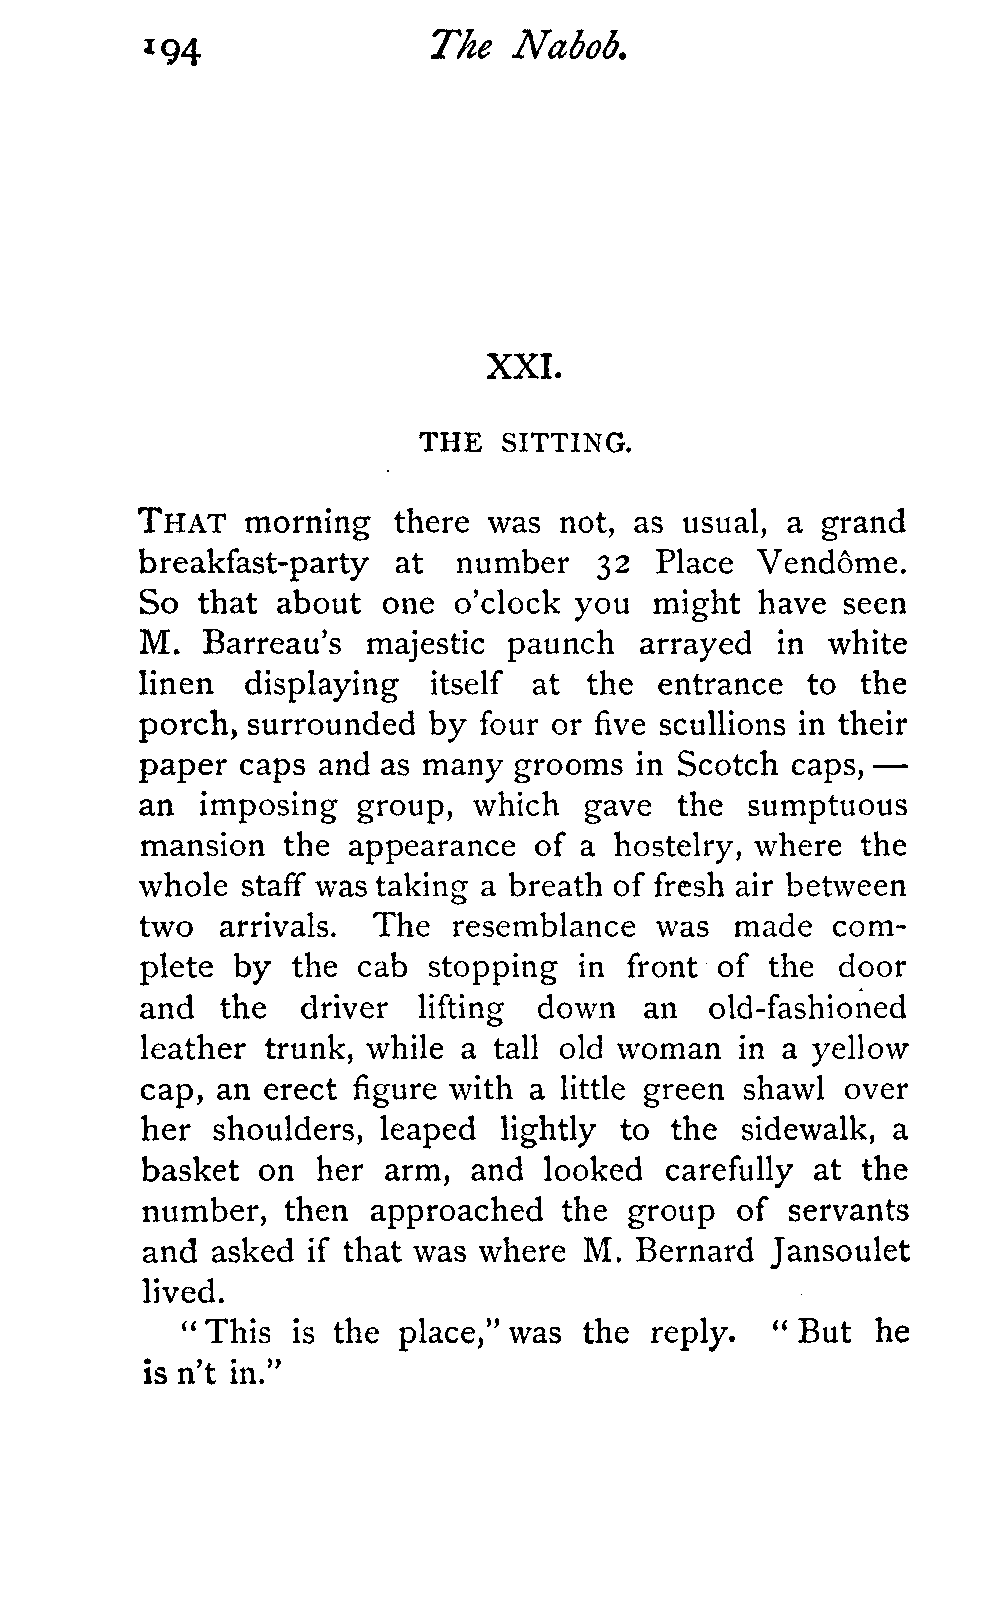 194 The Nabob.
XXI.
THE SITTING.
THAT morning there was not, as usual, a grand
breakfast-party at number 32 Place Vendôme.
So that about one o'clock you might have seen
M. Barreau's majestic paunch arrayed in white
linen displaying itself at the entrance to the
porch, surrounded by four or five scullions in their
paper caps and as many grooms in Scotch caps, —
an imposing group, which gave the sumptuous
mansion the appearance of a hostelry, where the
whole staff was taking a breath of fresh air between
two arrivals. The resemblance was made com-
plete by the cab stopping in front of the door
and the driver lifting down an old-fashioned
leather trunk, while a tall old woman in a yellow
cap, an erect figure with a little green shawl over
her shoulders, leaped lightly to the sidewalk, a
basket on her arm, and looked carefully at the
number, then approached the group of servants
and asked if that was where M. Bernard Jansoulet
lived.
"This is the place," was the reply. "But he
is n't in."